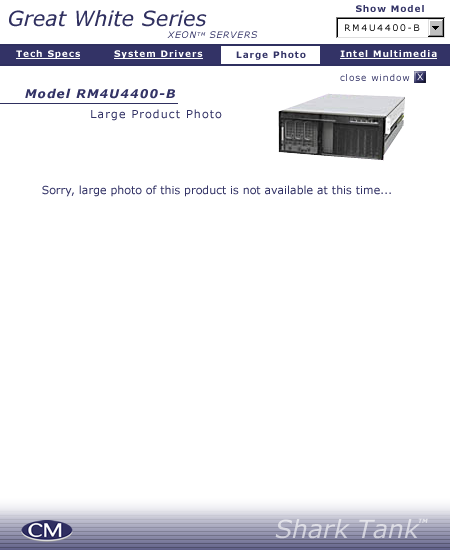 Great White Series
XEON™ SERVERS
Show Model
RM4U4400-B
Tech Specs
System Drivers
Large Photo
Intel Multimedia
close window X
Model RM4U4400-B
Large Product Photo
Sorry, large photo of this product is not available at this time...
CM
Shark Tank™